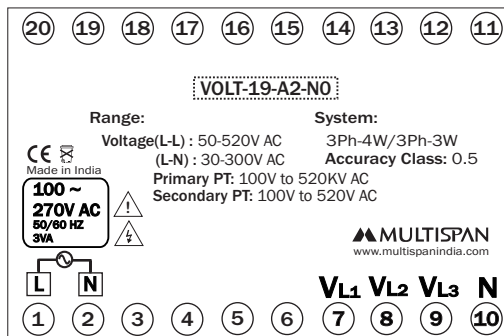 20 19 18 17 16 15 14 13 12 11
VOLT-19-A2-N0
Range: System:
Voltage(L-L) : 50-520V AC 3Ph-4W/3Ph-3W
(L-N) : 30-300V AC Accuracy Class: 0.5
CE
Made in India
Primary PT: 100V to 520KV AC
Secondary PT: 100V to 520V AC
100 ~
270V AC
50/60 HZ
3VA
MULTISPAN
www.multispanindia.com
L N VL1 VL2 VL3 N
1 2 3 4 5 6 7 8 9 10